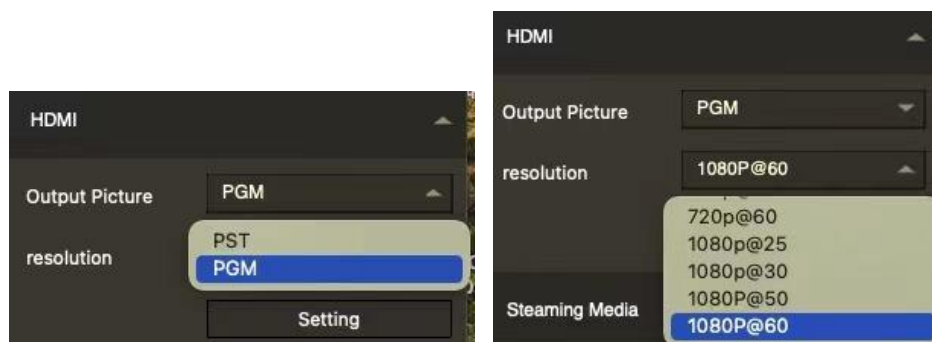 HDMI
Output Picture PGM
PST
resolution
PGM
Setting
HDMI
Output Picture PGM
resolution 1080P@60
720p@60
1080p@25
1080p@30
1080P@50
Steaming Media
1080P@60